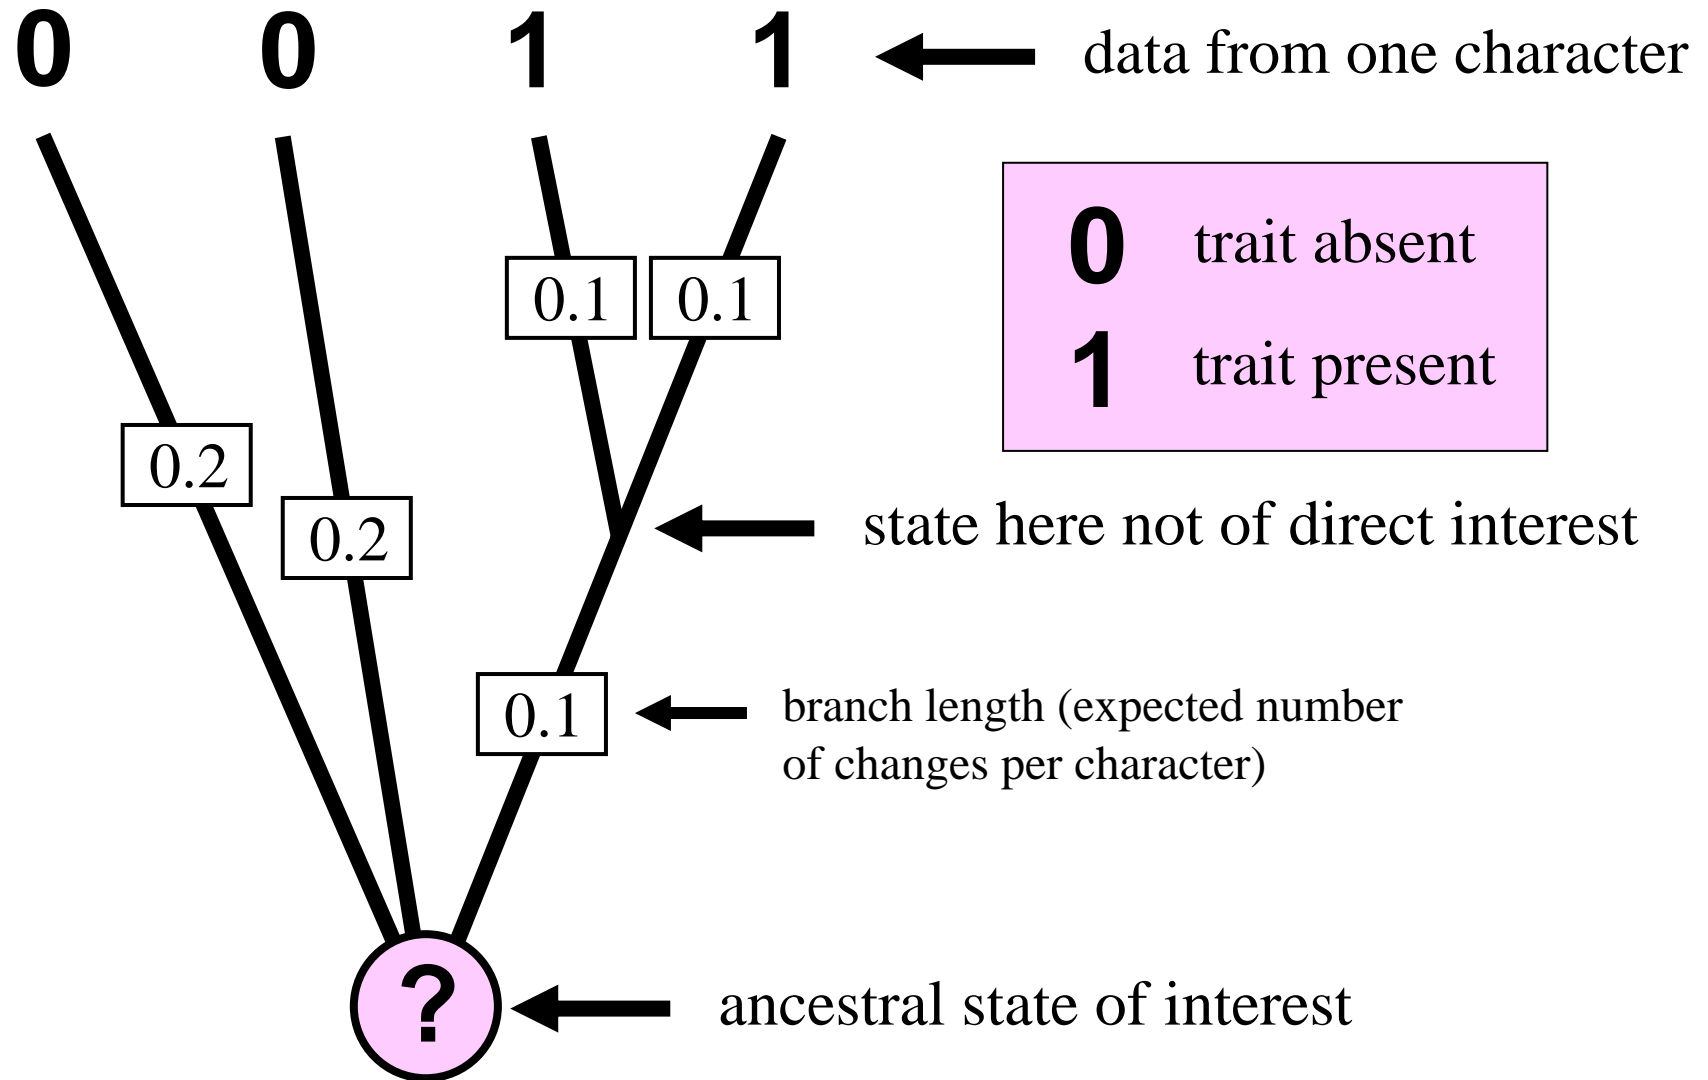 0 0 1 1 data from one character
0 trait absent
0.1 0.1
1 trait present
0.2
0.2 state here not of direct interest
0.1 branch length (expected number
of changes per character)
? ancestral state of interest